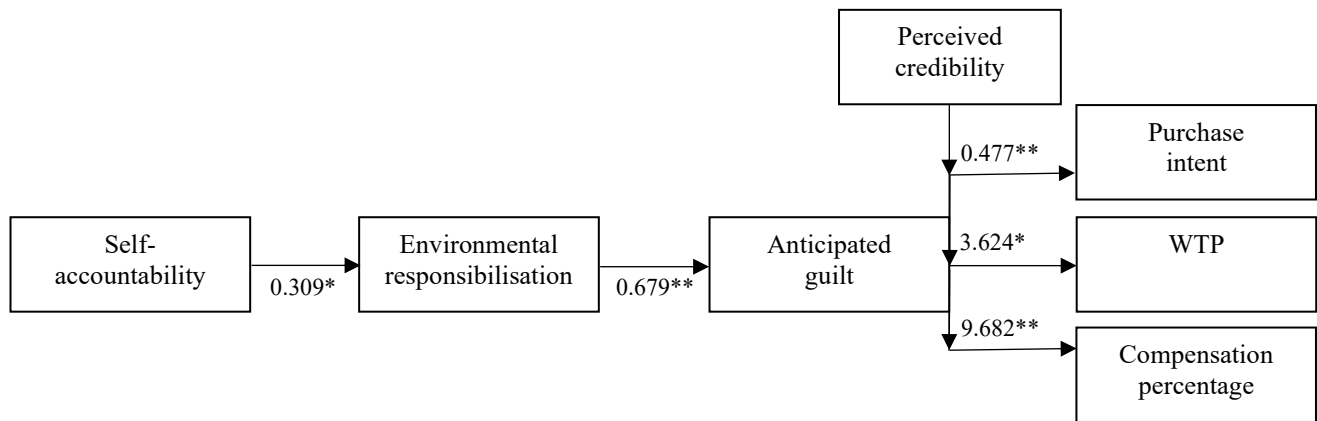 Perceived
credibility
0.477**
Purchase
intent
Self-
accountability
0.309*
Environmental
responsibilisation
0.679**
Anticipated
guilt
3.624*
WTP
9.682**
Compensation
percentage